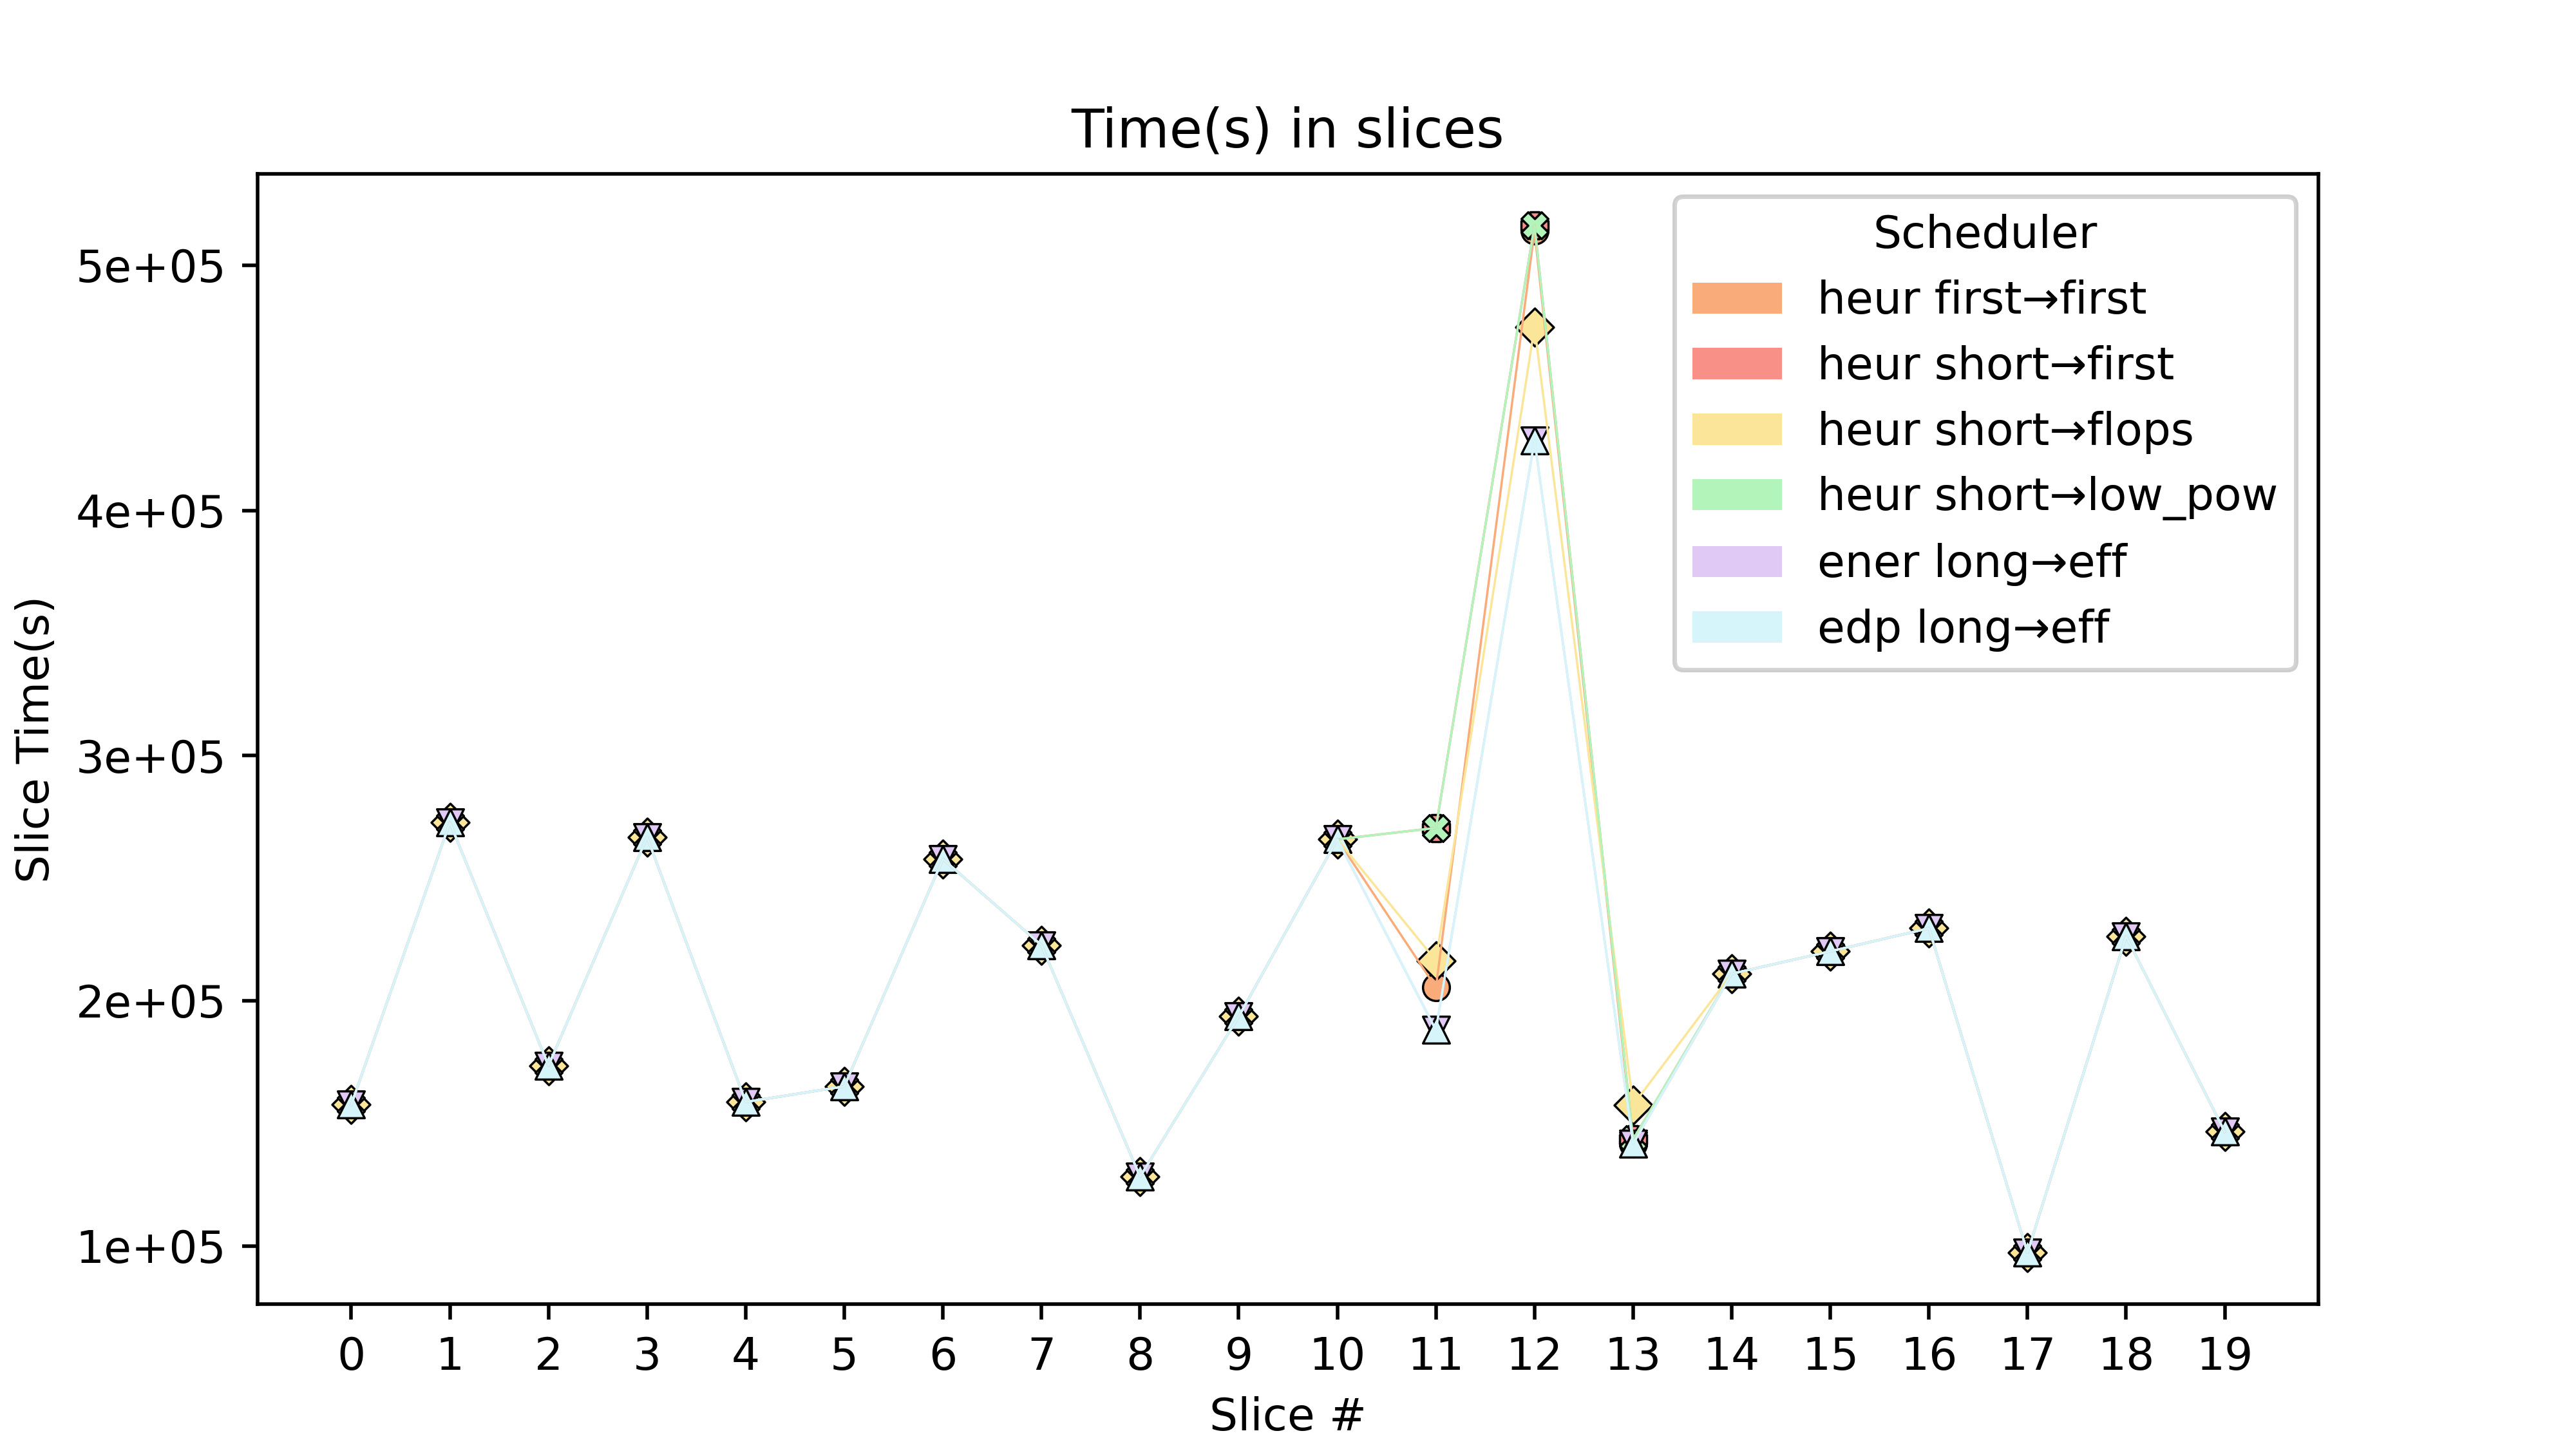 Time(s) in slices
Slice Time(s)
5e+05
4e+05
3e+05
2e+05
1e+05
Scheduler
heur first→first
heur short→first
heur short→flops
heur short→low_pow
ener long→eff
edp long→eff
0 1 2 3 4 5 6 7 8 9 10 11 12 13 14 15 16 17 18 19
Slice #